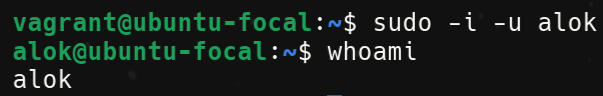 vagrant@ubuntu-focal:~$ sudo -i -u alok
alok@ubuntu-focal:~$ whoami
alok